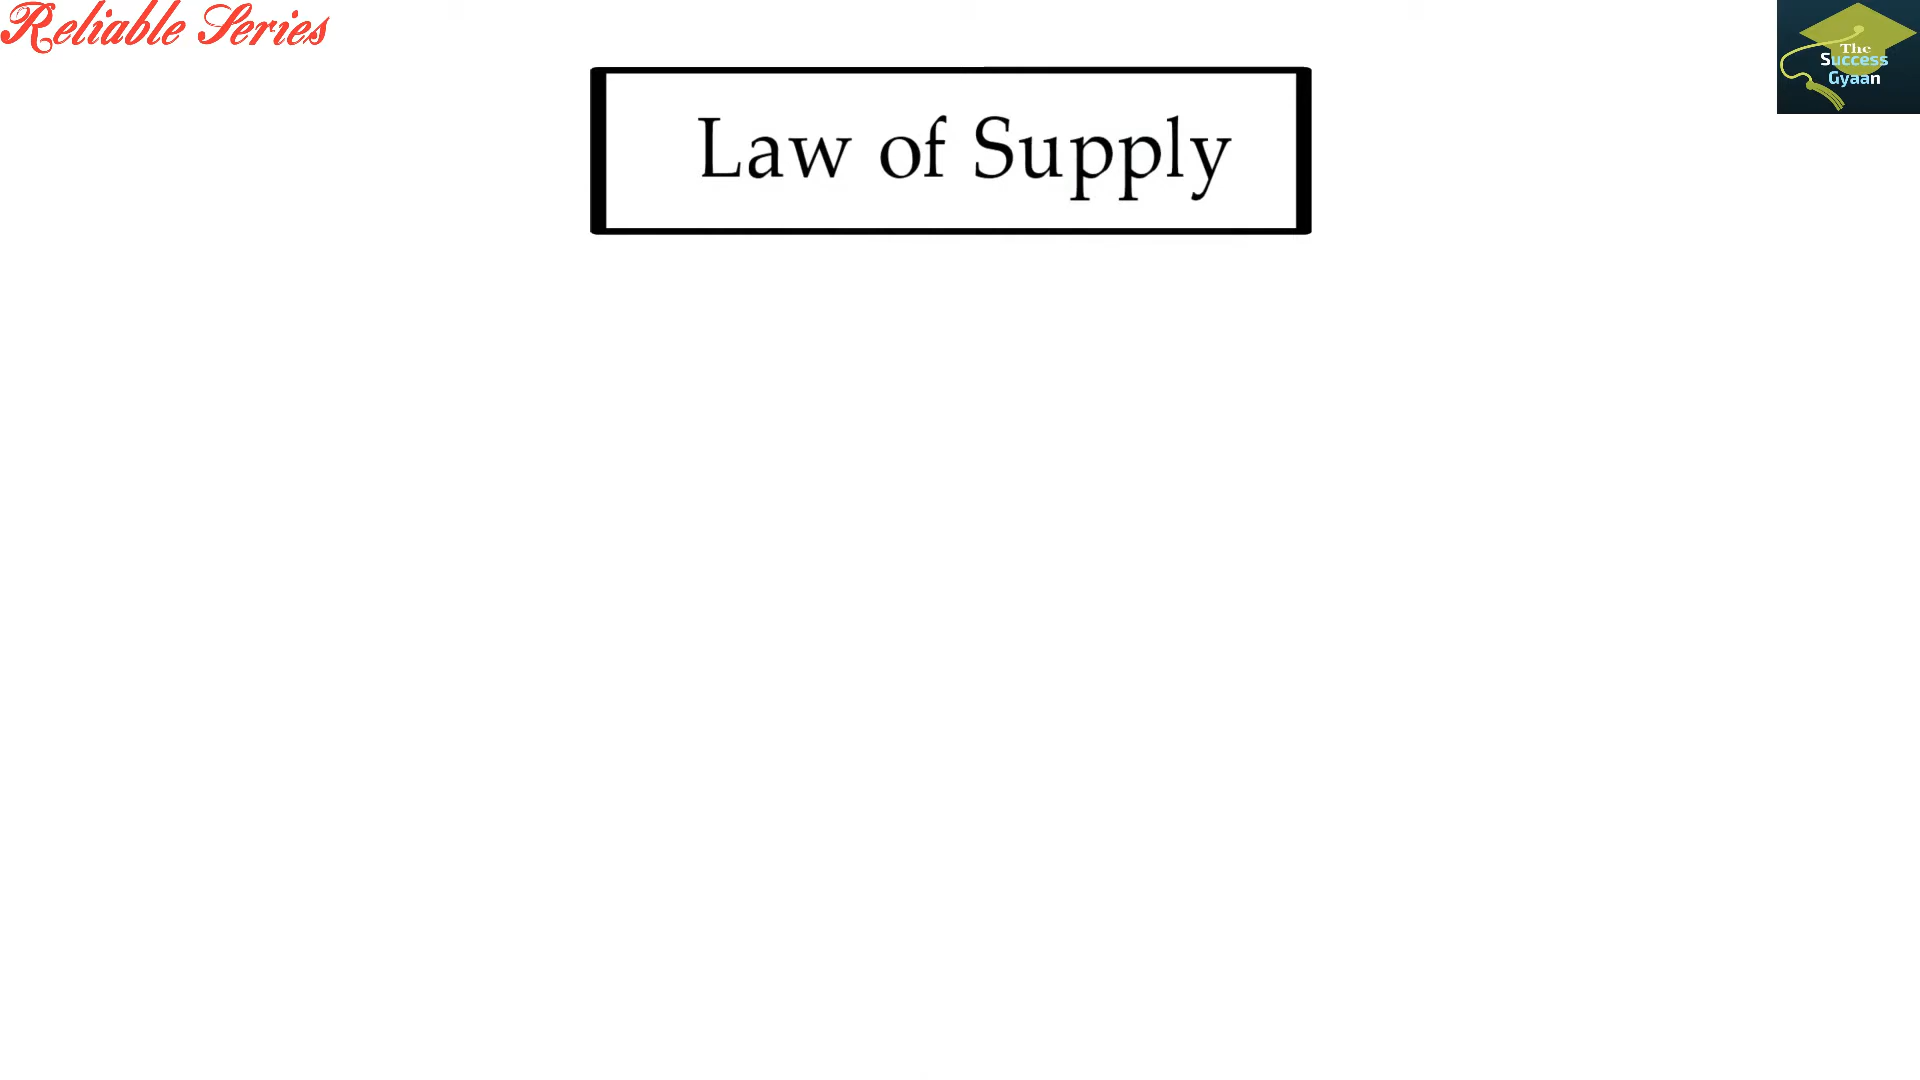 Reliable Series
The
Success
Gyaan
Law of Supply